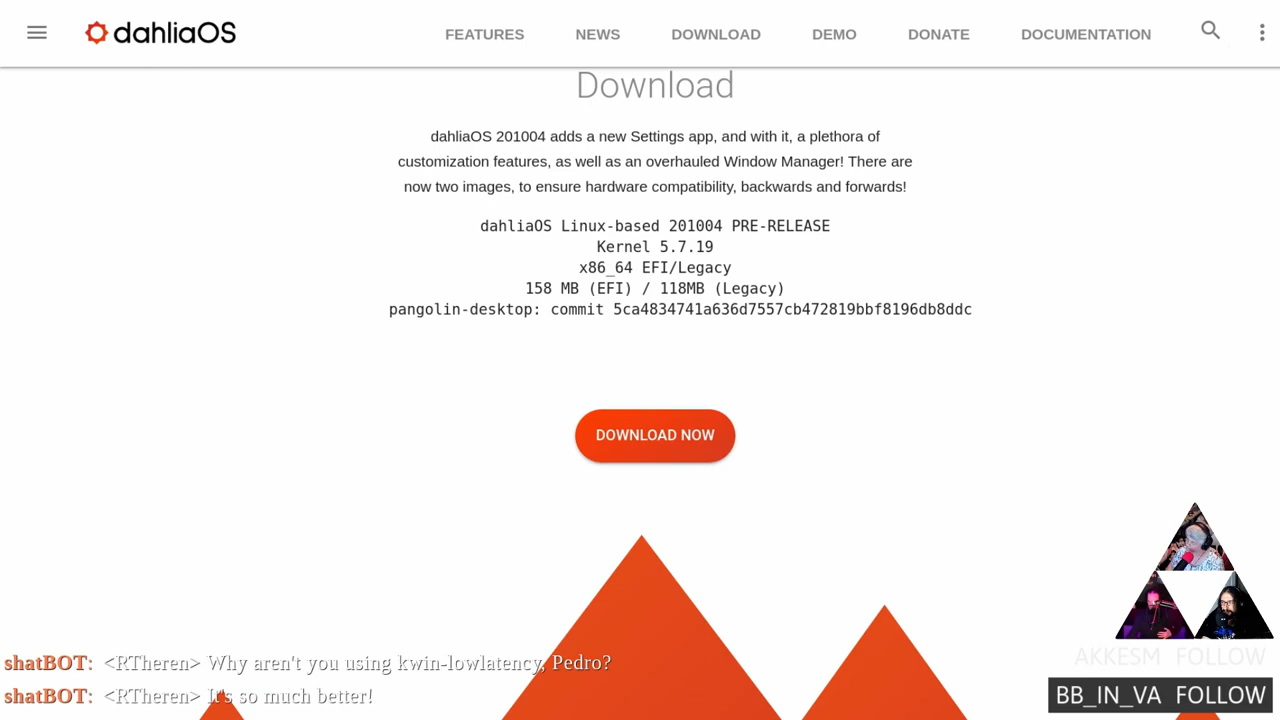 dahliaOS
FEATURES
NEWS
DOWNLOAD
DEMO
DONATE
DOCUMENTATION
Download
dahliaOS 201004 adds a new Settings app, and with it, a plethora of
customization features, as well as an overhauled Window Manager! There are
now two images, to ensure hardware compatibility, backwards and forwards!
dahliaOS Linux-based 201004 PRE-RELEASE
Kernel 5.7.19
x86_64 EFI/Legacy
158 MB (EFI) / 118MB (Legacy)
pangolin-desktop: commit 5ca4834741a636d7557cb472819bbf8196db8ddc
DOWNLOAD NOW
shatBOT: <RTheren> Why aren't you using kwin-lowlatency, Pedro?
shatBOT: <RTheren> It's so much better!
AKKESM FOLLOW
BB_IN_VA FOLLOW